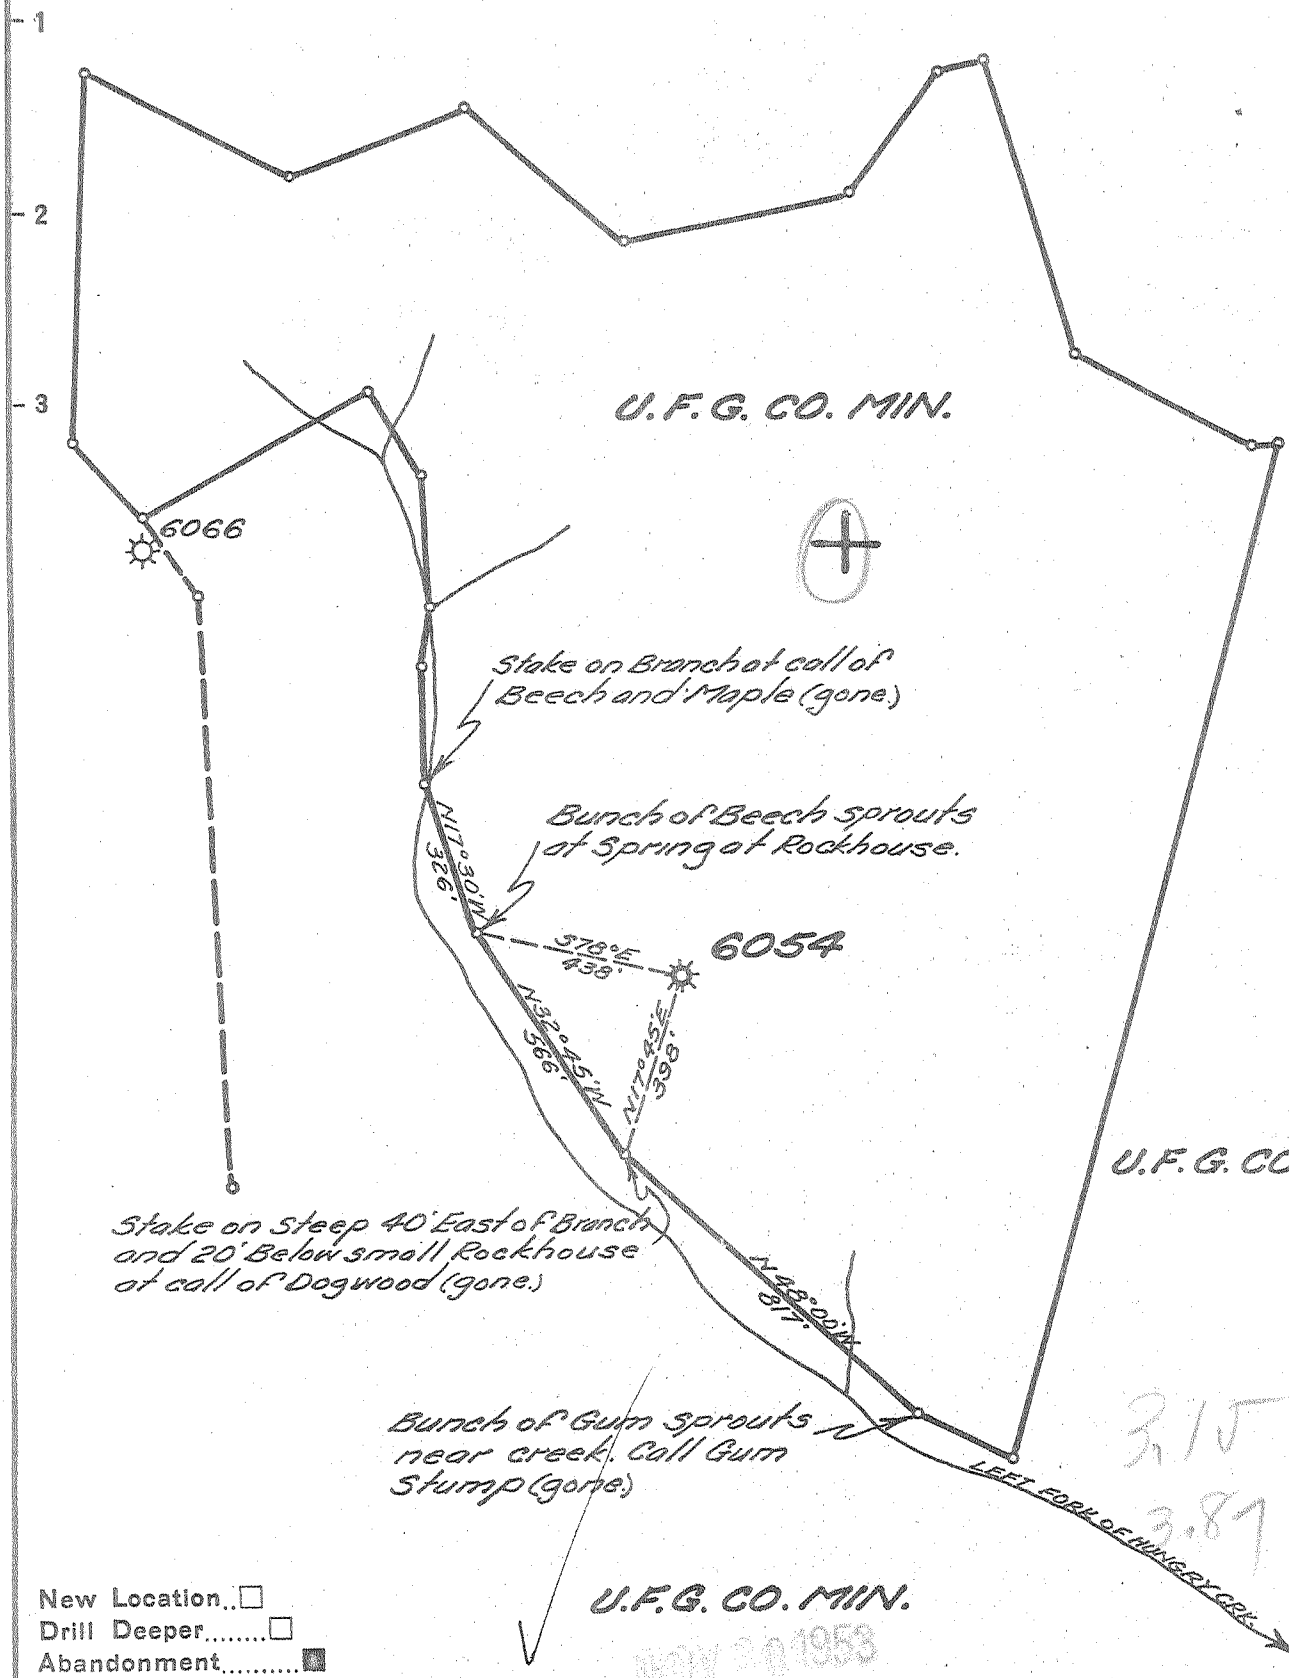 1
2
3
U.F.G. CO. MIN.
6066
Stake on Branch at call of
Beech and Maple (gone.)
Bunch of Beech sprouts
at Spring at Rockhouse.
N17°30'W
326'
S78°E
438'
6054
N32°45'W
566'
N17°45'E
398'
U.F.G. CO
Stake on Steep 40' East of Branch
and 20' Below small Rockhouse
at call of Dogwood (gone.)
N48°00'W
817'
Bunch of Gum Sprouts
near creek. Call Gum
Stump (gone.)
3.15
LEFT FORK OF HUNGRY CRK.
New Location..
Drill Deeper........
Abandonment..........
U.F.G. CO. MIN.
NOV 1953